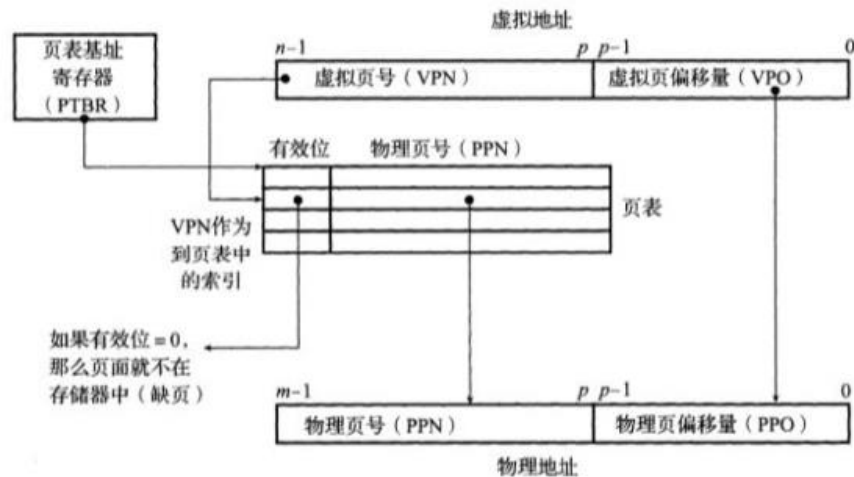 虚拟地址
页表基址
寄存器
（PTBR）
n-1 p p-1 0
虚拟页号（VPN） 虚拟页偏移量（VPO）
有效位 物理页号（PPN）
页表
VPN作为
到页表中
的索引
如果有效位=0，
那么页面就不在
存储器中（缺页）
m-1 p p-1 0
物理页号（PPN） 物理页偏移量（PPO）
物理地址